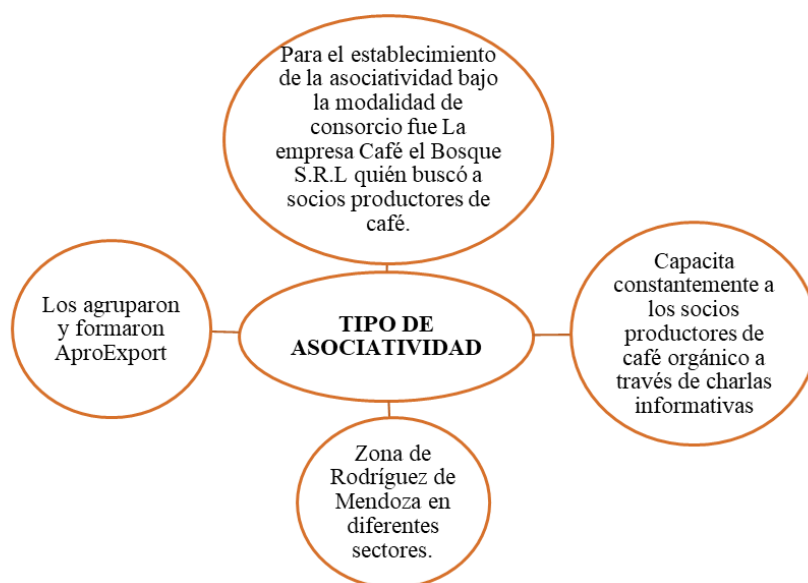 Para el establecimiento
de la asociatividad bajo
la modalidad de
consorcio fue La
empresa Café el Bosque
S.R.L quién buscó a
socios productores de
café.
Los agruparon
y formaron
AproExport
TIPO DE
ASOCIATIVIDAD
Capacita
constantemente a
los socios
productores de
café orgánico a
través de charlas
informativas
Zona de
Rodríguez de
Mendoza en
diferentes
sectores.